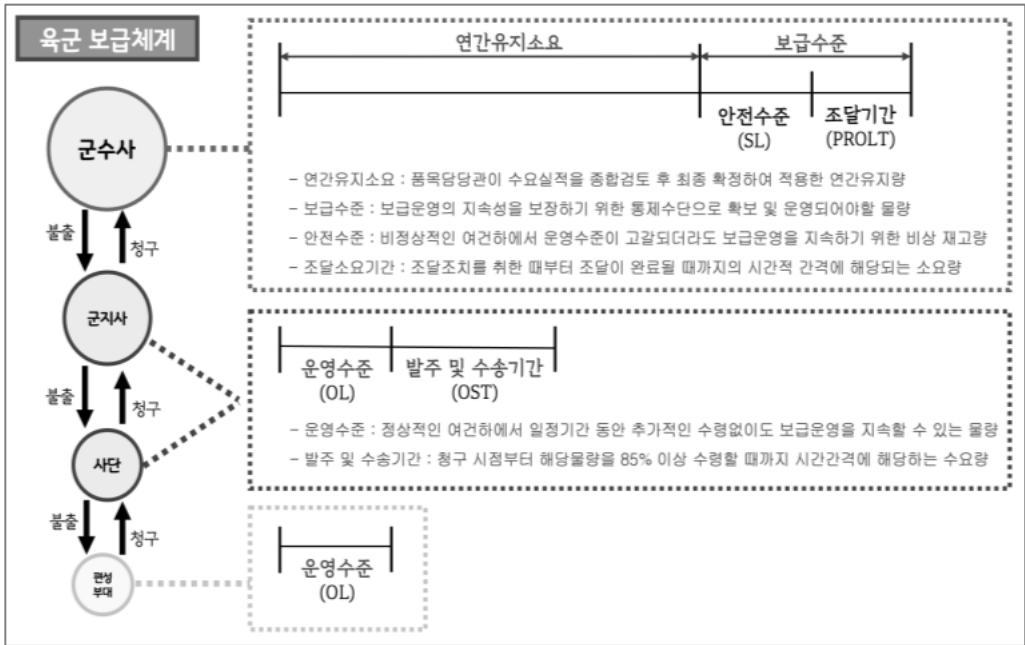 육군 보급체계
연간유지소요
보급수준
안전수준
(SL)
조달기간
(PROLT)
군수사
- 연간유지소요 : 품목담당관이 수요실적을 종합검토 후 최종 확정하여 적용한 연간유지량
- 보급수준 : 보급운영의 지속성을 보장하기 위한 통제수단으로 확보 및 운영되어야할 물량
- 안전수준 : 비정상적인 여건하에서 운영수준이 고갈되더라도 보급운영을 지속하기 위한 비상 재고량
- 조달소요기간 : 조달조치를 취한 때부터 조달이 완료될 때까지의 시간적 간격에 해당되는 소요량
불출
청구
군지사
운영수준
(OL)
발주 및 수송기간
(OST)
- 운영수준 : 정상적인 여건하에서 일정기간 동안 추가적인 수령없이도 보급운영을 지속할 수 있는 물량
- 발주 및 수송기간 : 청구 시점부터 해당물량을 85% 이상 수령할 때까지 시간간격에 해당하는 수요량
불출
청구
사단
불출
청구
편성
부대
운영수준
(OL)